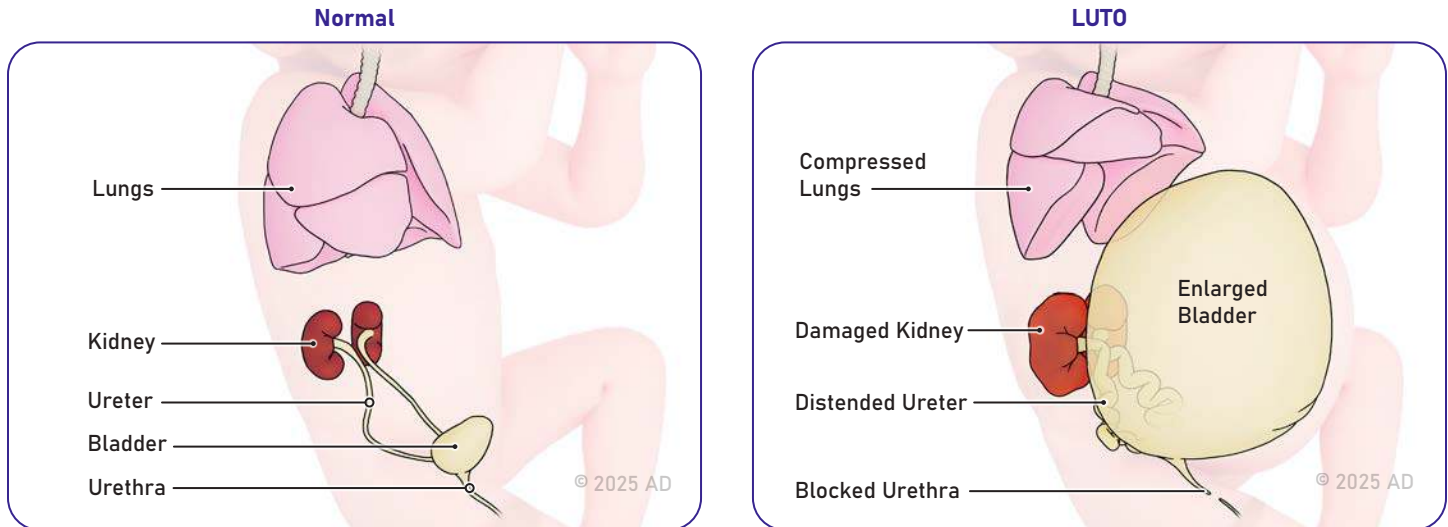 Normal
Lungs
Kidney
Ureter
Bladder
Urethra
© 2025 AD
LUTO
Compressed
Lungs
Enlarged
Bladder
Damaged Kidney
Distended Ureter
Blocked Urethra
© 2025 AD